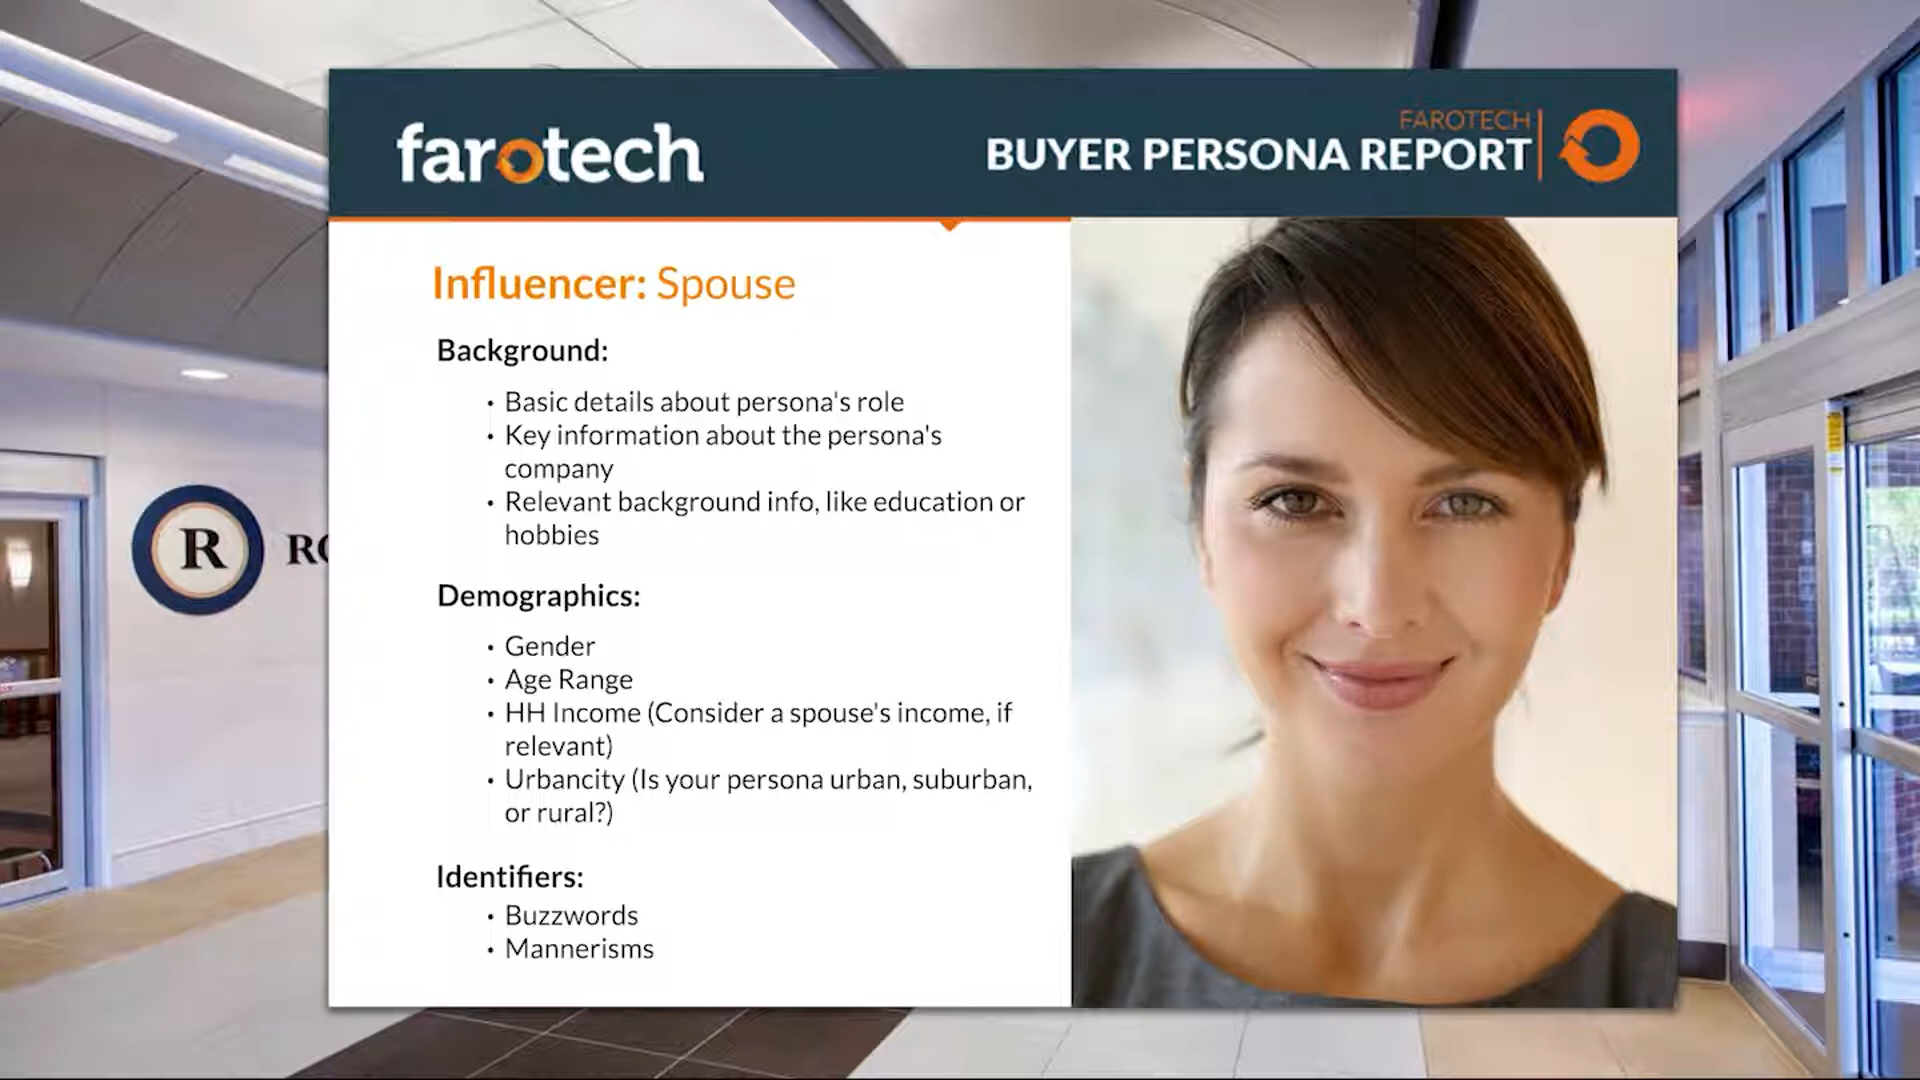 farotech
FAROTECH
BUYER PERSONA REPORT
Influencer: Spouse
Background:
• Basic details about persona's role
• Key information about the persona's
company
• Relevant background info, like education or
hobbies
Demographics:
• Gender
• Age Range
• HH Income (Consider a spouse's income, if
relevant)
• Urbancity (Is your persona urban, suburban,
or rural?)
Identifiers:
• Buzzwords
• Mannerisms
R